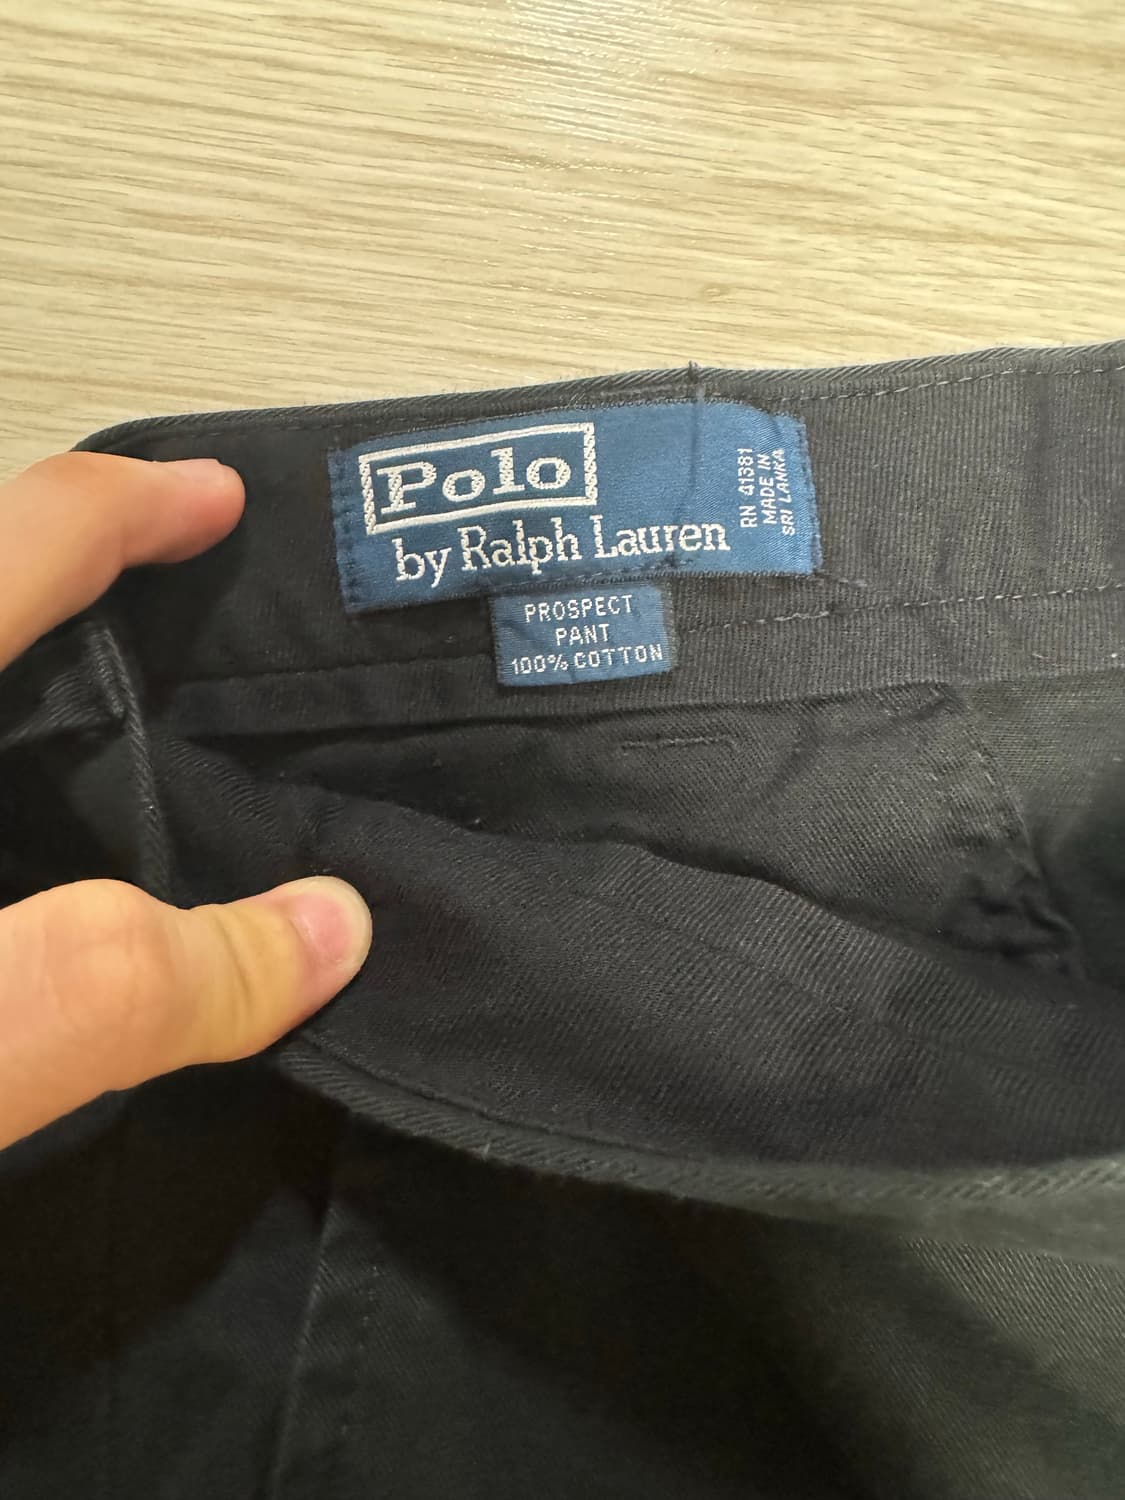 Polo
by Ralph Lauren
RN 41381
MADE IN
SRI LANKA
PROSPECT
PANT
100% COTTON